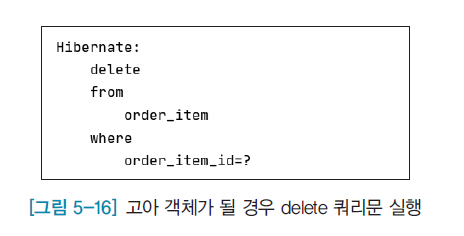 Hibernate:
delete
from
order_item
where
order_item_id=?
[그림 5-16] 고아 객체가 될 경우 delete 쿼리문 실행